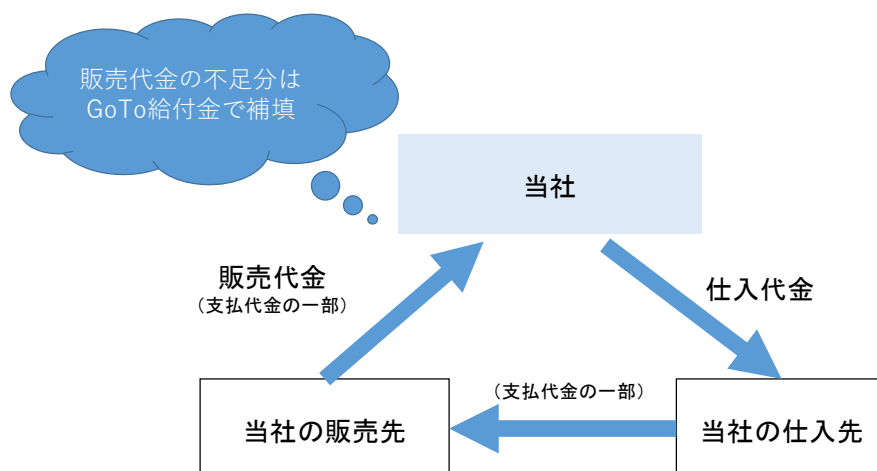 販売代金の不足分は
GoTo給付金で補填
当社
販売代金
（支払代金の一部）
仕入代金
（支払代金の一部）
当社の販売先
当社の仕入先